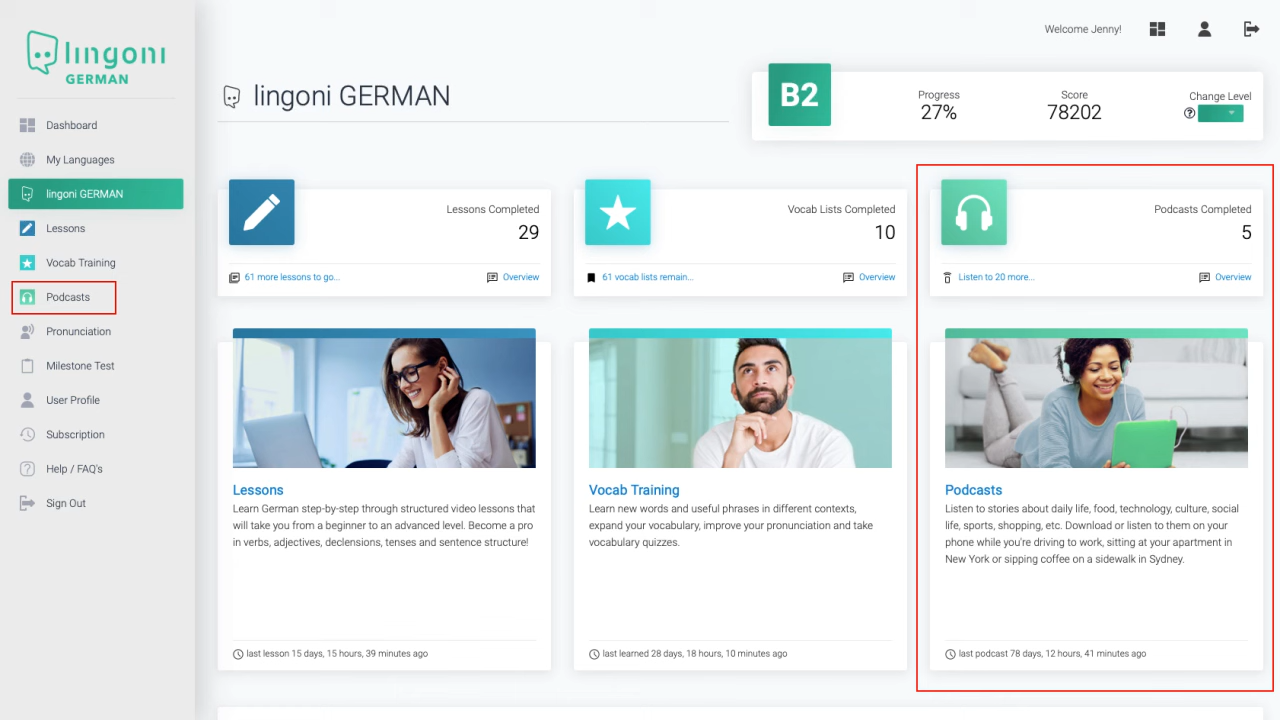 lingoni
GERMAN
Dashboard
My Languages
lingoni GERMAN
Lessons
Vocab Training
Podcasts
Pronunciation
Milestone Test
User Profile
Subscription
Help / FAQ's
Sign Out
Welcome Jenny!
lingoni GERMAN
B2
Progress
27%
Score
78202
Change Level
Lessons Completed
29
61 more lessons to go...
Overview
Vocab Lists Completed
10
61 vocab lists remain...
Overview
Podcasts Completed
5
Listen to 20 more...
Overview
Lessons
Learn German step-by-step through structured video lessons that
will take you from a beginner to an advanced level. Become a pro
in verbs, adjectives, declensions, tenses and sentence structure!
last lesson 15 days, 15 hours, 39 minutes ago
Vocab Training
Learn new words and useful phrases in different contexts,
expand your vocabulary, improve your pronunciation and take
vocabulary quizzes.
last learned 28 days, 18 hours, 10 minutes ago
Podcasts
Listen to stories about daily life, food, technology, culture, social
life, sports, shopping, etc. Download or listen to them on your
phone while you're driving to work, sitting at your apartment in
New York or sipping coffee on a sidewalk in Sydney.
last podcast 78 days, 12 hours, 41 minutes ago